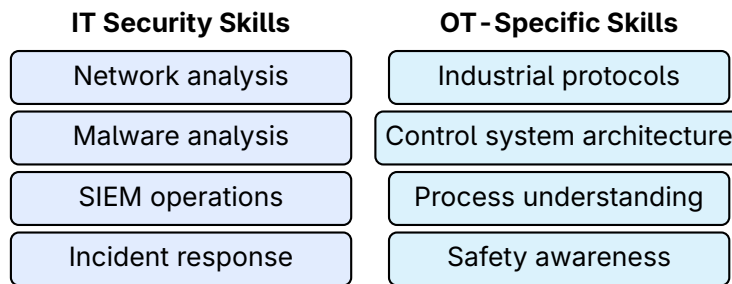 IT Security Skills
Network analysis
Malware analysis
SIEM operations
Incident response
OT-Specific Skills
Industrial protocols
Control system architecture
Process understanding
Safety awareness